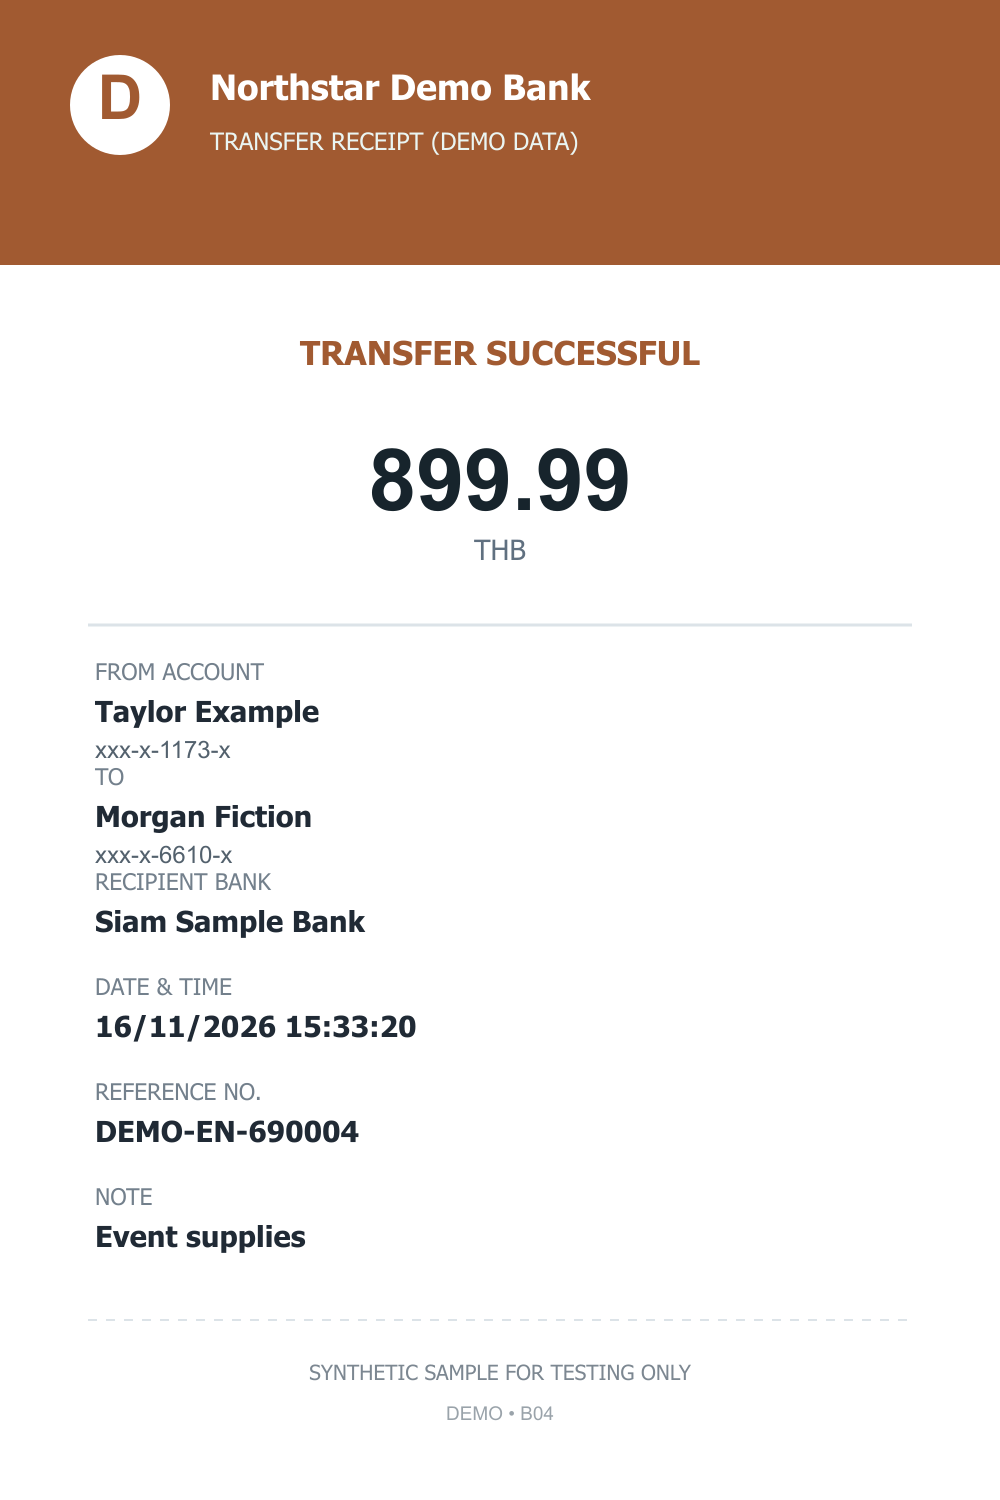 D
Northstar Demo Bank
TRANSFER RECEIPT (DEMO DATA)
TRANSFER SUCCESSFUL
899.99
THB
FROM ACCOUNT
Taylor Example
xxx-x-1173-x
TO
Morgan Fiction
xxx-x-6610-x
RECIPIENT BANK
Siam Sample Bank
DATE & TIME
16/11/2026 15:33:20
REFERENCE NO.
DEMO-EN-690004
NOTE
Event supplies
SYNTHETIC SAMPLE FOR TESTING ONLY
DEMO • B04